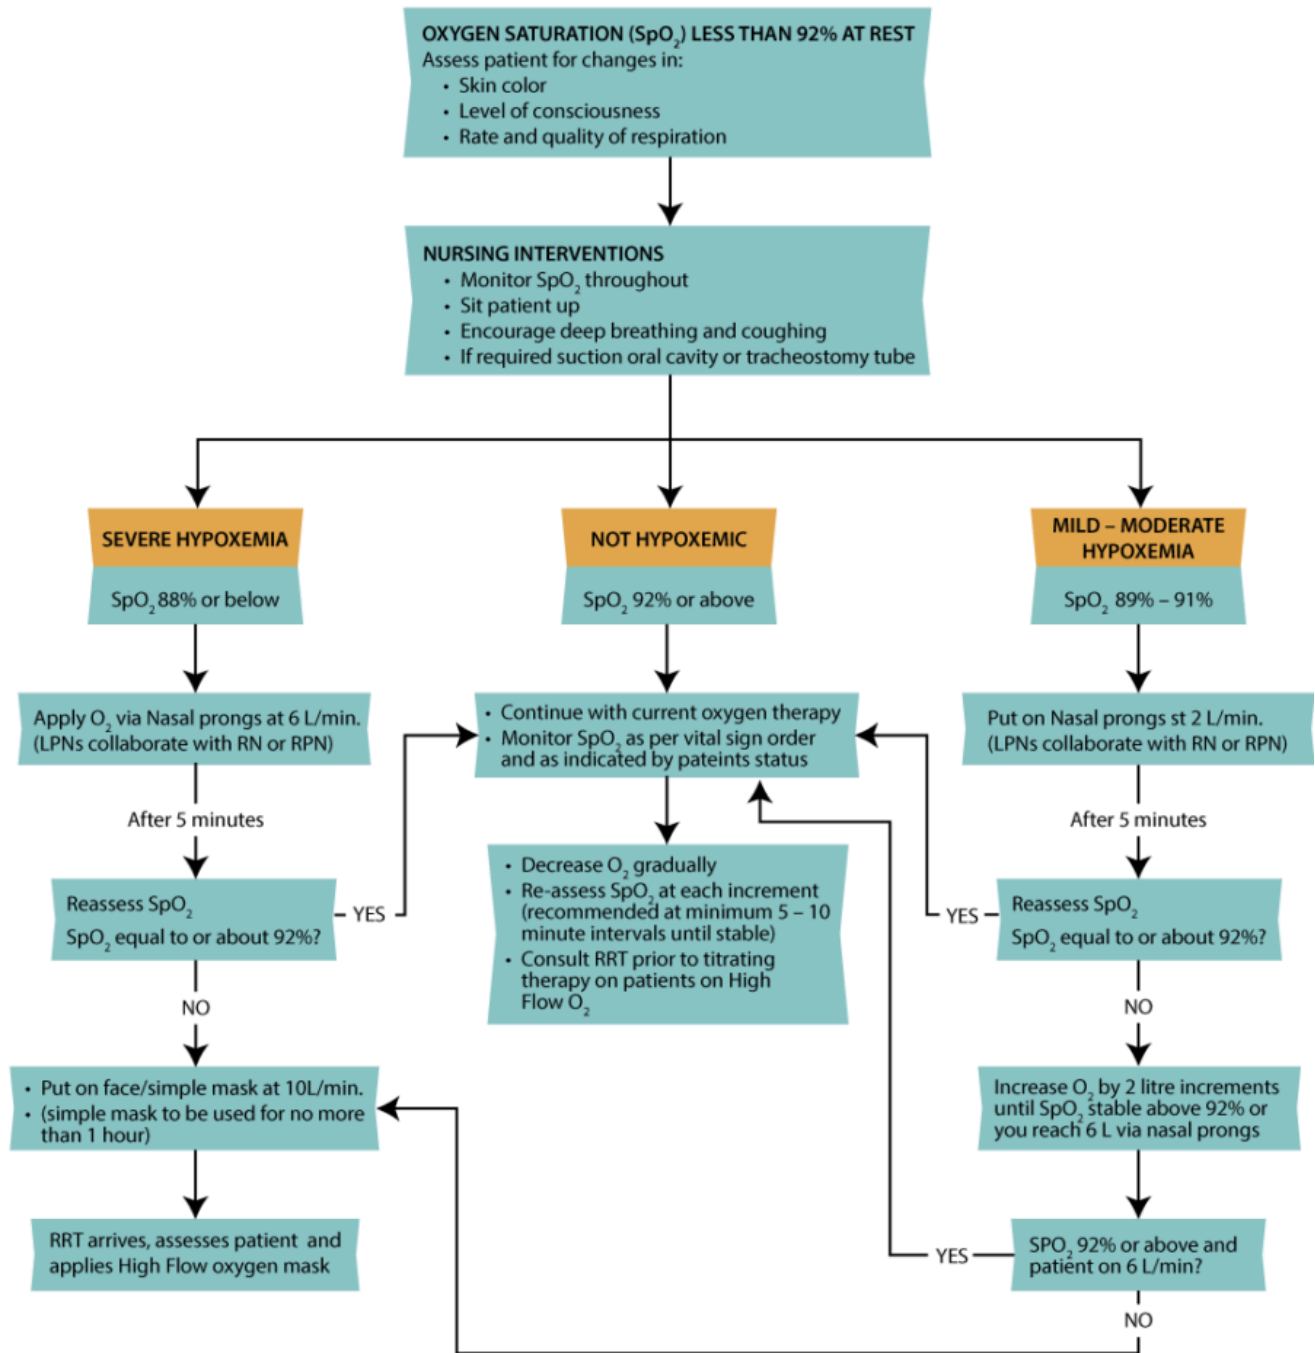 OXYGEN SATURATION (SpO₂) LESS THAN 92% AT REST
Assess patient for changes in:
• Skin color
• Level of consciousness
• Rate and quality of respiration
NURSING INTERVENTIONS
• Monitor SpO₂ throughout
• Sit patient up
• Encourage deep breathing and coughing
• If required suction oral cavity or tracheostomy tube
SEVERE HYPOXEMIA
SpO₂ 88% or below
Apply O₂ via Nasal prongs at 6 L/min.
(LPNs collaborate with RN or RPN)
After 5 minutes
Reassess SpO₂
SpO₂ equal to or about 92%?
YES
NO
• Put on face/simple mask at 10L/min.
• (simple mask to be used for no more
than 1 hour)
RRT arrives, assesses patient and
applies High Flow oxygen mask
NOT HYPOXEMIC
SpO₂ 92% or above
• Continue with current oxygen therapy
• Monitor SpO₂ as per vital sign order
and as indicated by pateints status
• Decrease O₂ gradually
• Re-assess SpO₂ at each increment
(recommended at minimum 5 – 10
minute intervals until stable)
• Consult RRT prior to titrating
therapy on patients on High
Flow O₂
MILD – MODERATE
HYPOXEMIA
SpO₂ 89% – 91%
Put on Nasal prongs st 2 L/min.
(LPNs collaborate with RN or RPN)
After 5 minutes
Reassess SpO₂
SpO₂ equal to or about 92%?
YES
NO
Increase O₂ by 2 litre increments
until SpO₂ stable above 92% or
you reach 6 L via nasal prongs
SPO₂ 92% or above and
patient on 6 L/min?
YES
NO